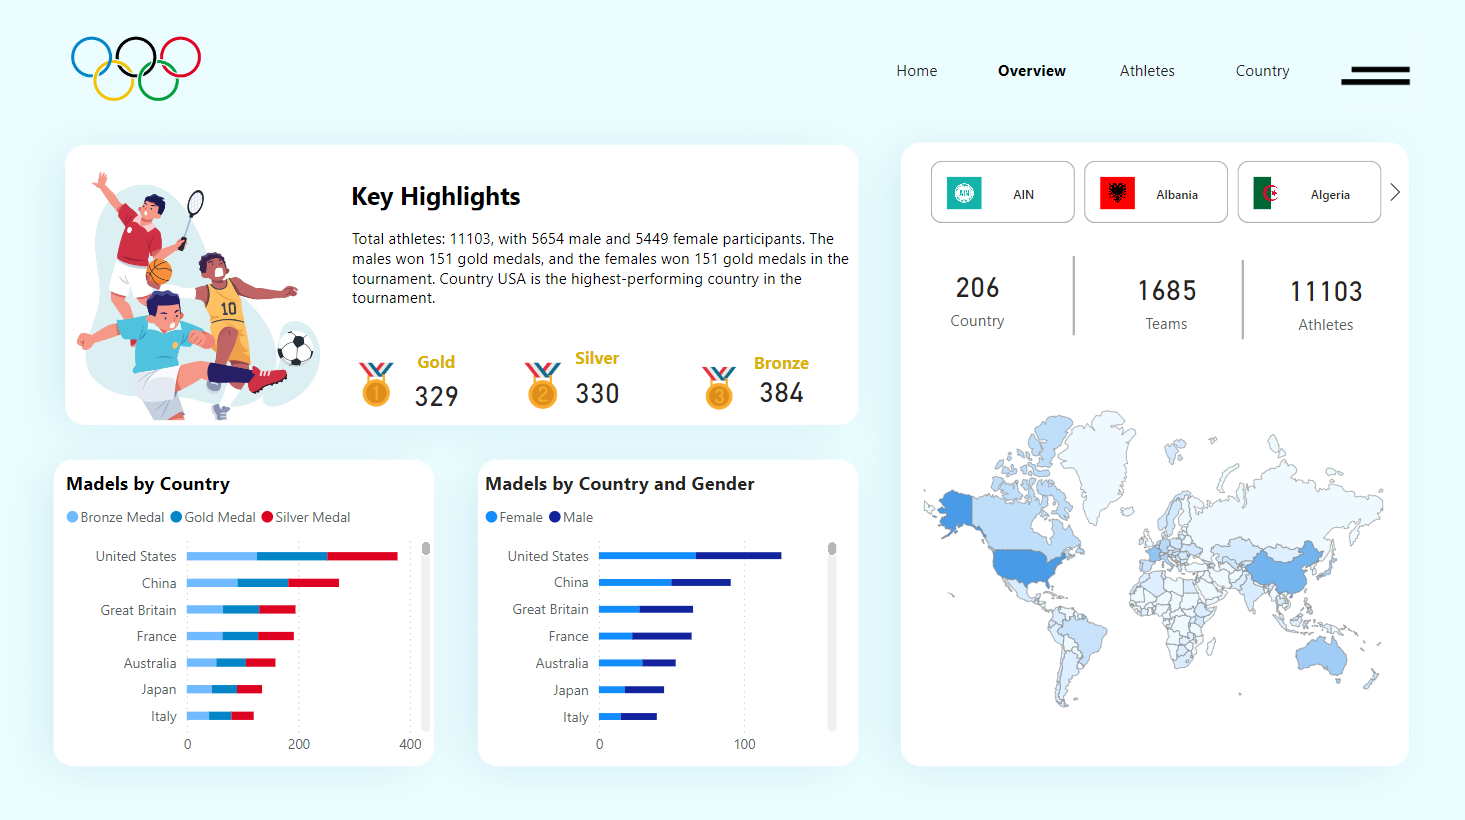 Home Overview Athletes Country
Key Highlights
Total athletes: 11103, with 5654 male and 5449 female participants. The
males won 151 gold medals, and the females won 151 gold medals in the
tournament. Country USA is the highest-performing country in the
tournament.
10
Gold Silver Bronze
1 329 2 330 3 384
AIN AIN Albania Algeria
206 1685 11103
Country Teams Athletes
Madels by Country
Bronze Medal Gold Medal Silver Medal
United States
China
Great Britain
France
Australia
Japan
Italy
0 200 400
Madels by Country and Gender
Female Male
United States
China
Great Britain
France
Australia
Japan
Italy
0 100